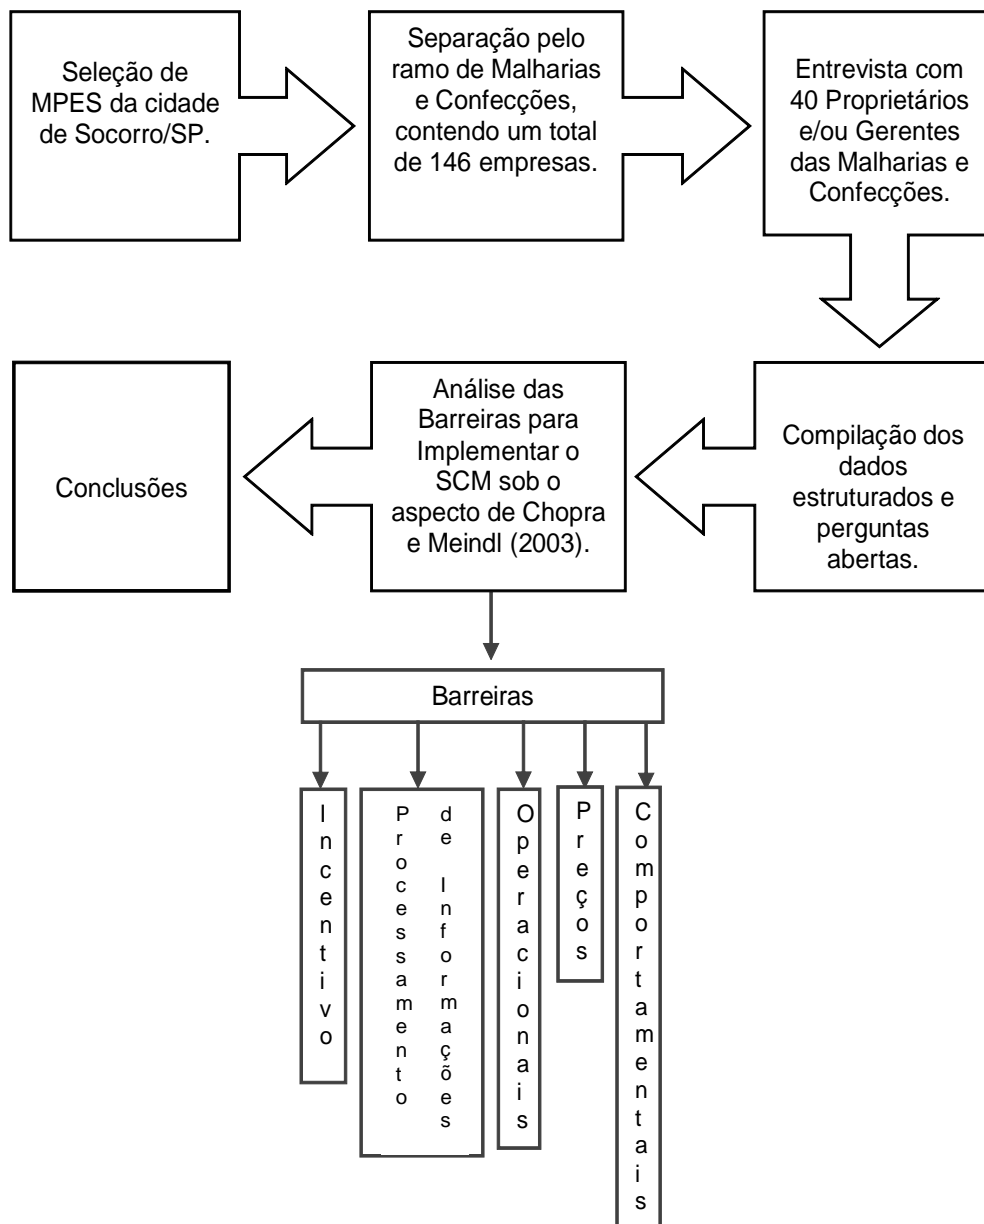 Seleção de
MPES da cidade
de Socorro/SP.
Separação pelo
ramo de Malharias
e Confecções,
contendo um total
de 146 empresas.
Entrevista com
40 Proprietários
e/ou Gerentes
das Malharias e
Confecções.
Compilação dos
dados
estruturados e
perguntas
abertas.
Análise das
Barreiras para
Implementar o
SCM sob o
aspecto de Chopra
e Meindl (2003).
Conclusões
Barreiras
Incentivo
Processamento
de Informações
Operacionais
Preços
Comportamentais